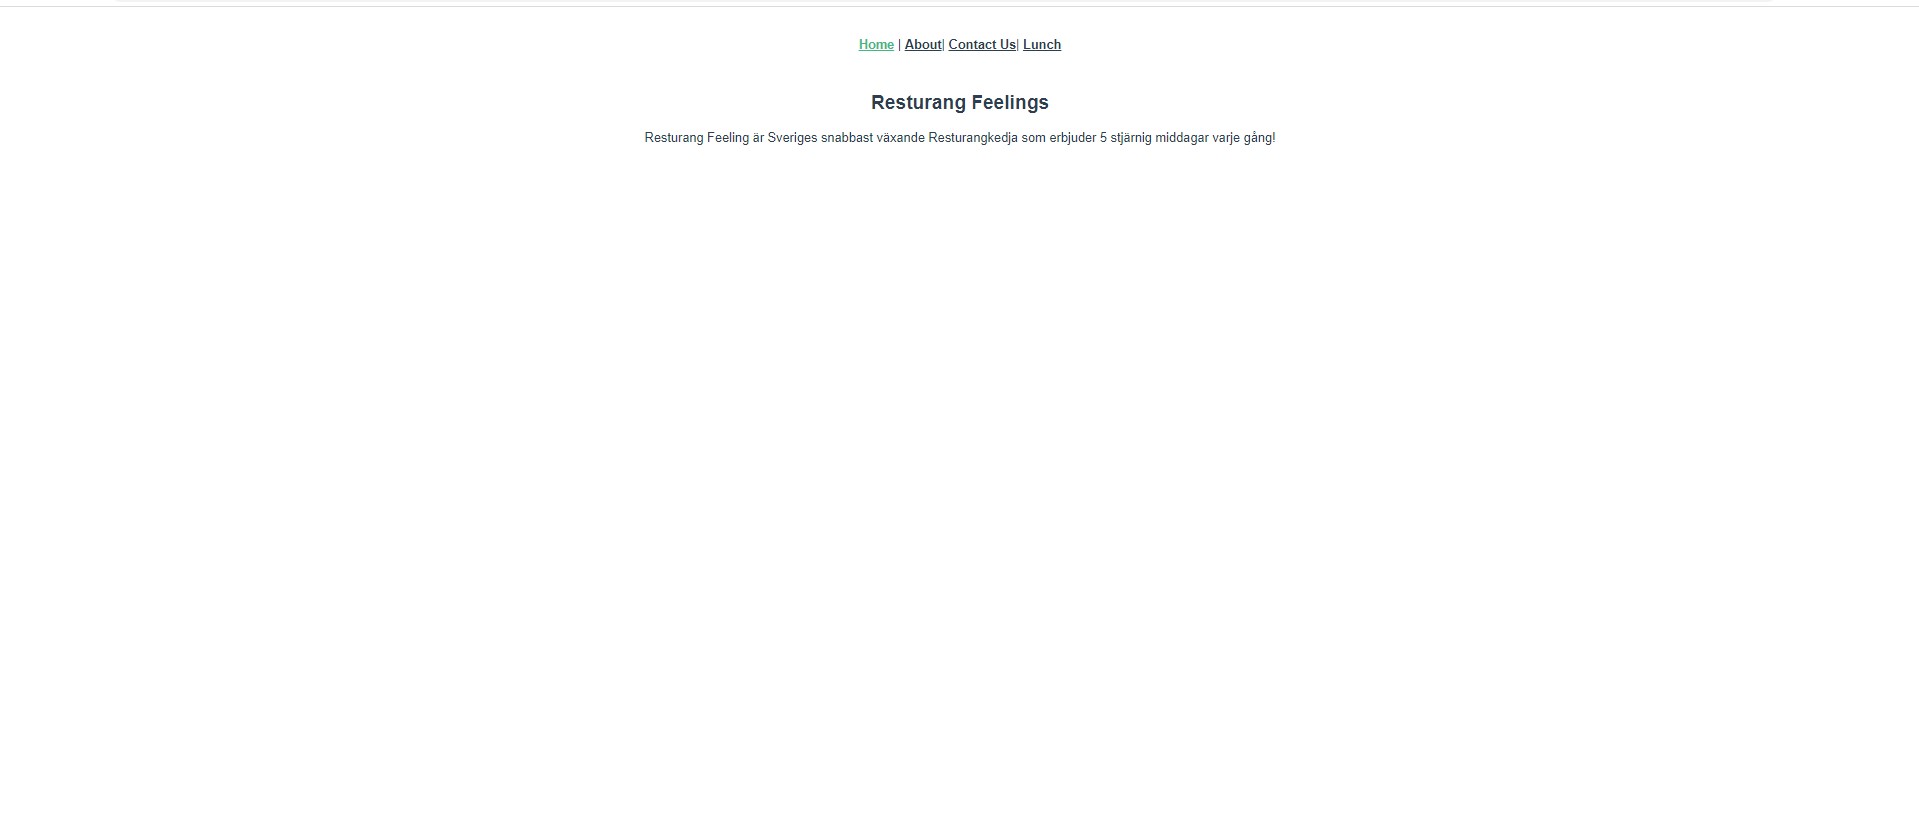 Home | About| Contact Us| Lunch
Resturang Feelings
Resturang Feeling är Sveriges snabbast växande Resturangkedja som erbjuder 5 stjärnig middagar varje gång!